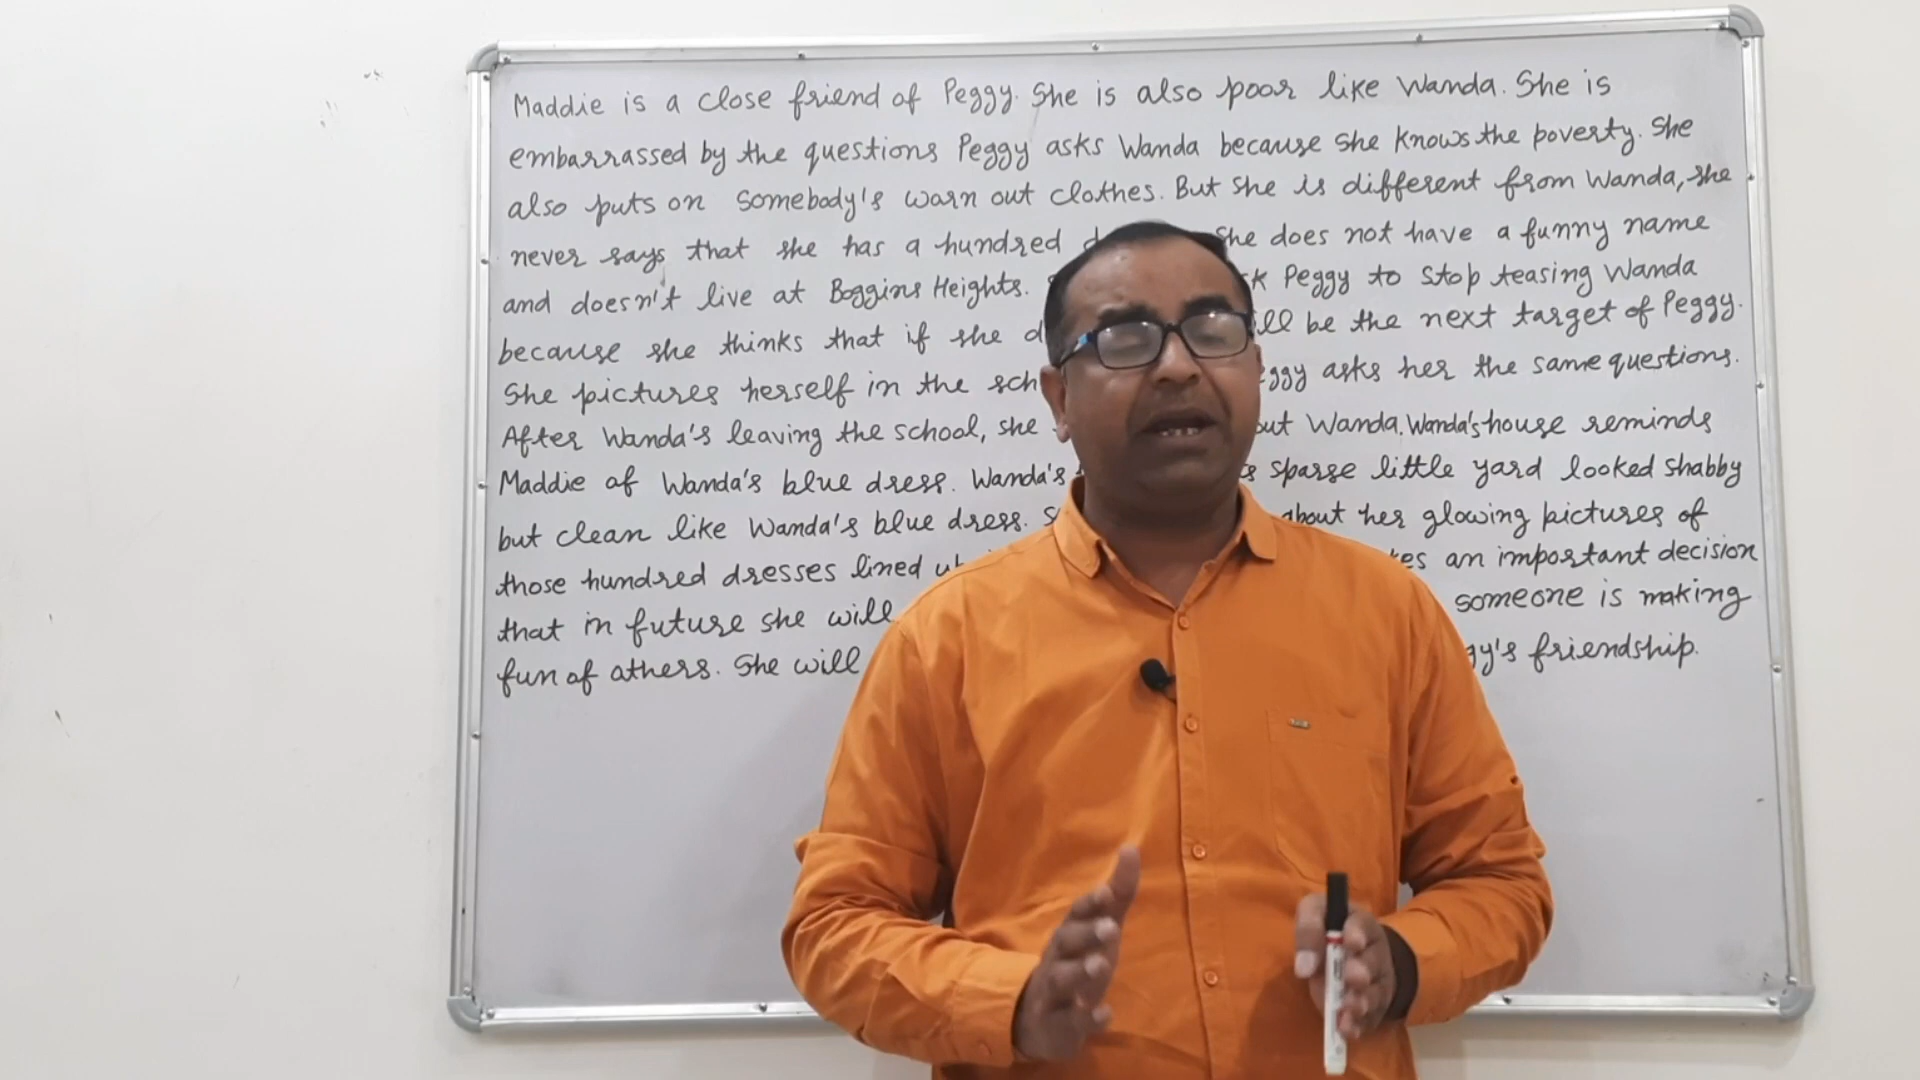 Maddie is a close friend of Peggy. She is also poor like Wanda. She is
embarrassed by the questions Peggy asks Wanda because she knows the poverty. She
also puts on somebody's warn out clothes. But she is different from Wanda, she
never says that she has a hundred She does not have a funny name
and doesn't live at Boggins Heights. Peggy to stop teasing Wanda
because she thinks that if she be the next target of Peggy.
She pictures herself in the asks her the same questions.
After Wanda's leaving the school, she Wanda. Wanda's house reminds
Maddie of Wanda's blue dress. Wanda's sparse little yard looked shabby
but clean like Wanda's blue dress. about her glowing pictures of
those hundred dresses lined an important decision
that in future she will someone is making
fun of others. She will friendship.